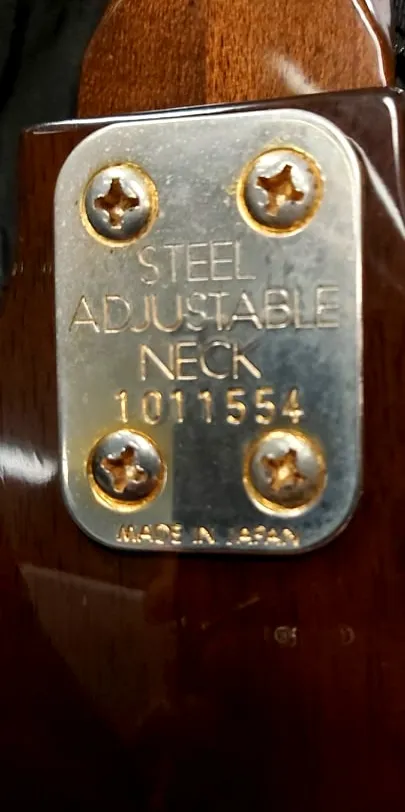 STEEL
ADJUSTABLE
NECK
1011554
MADE IN JAPAN